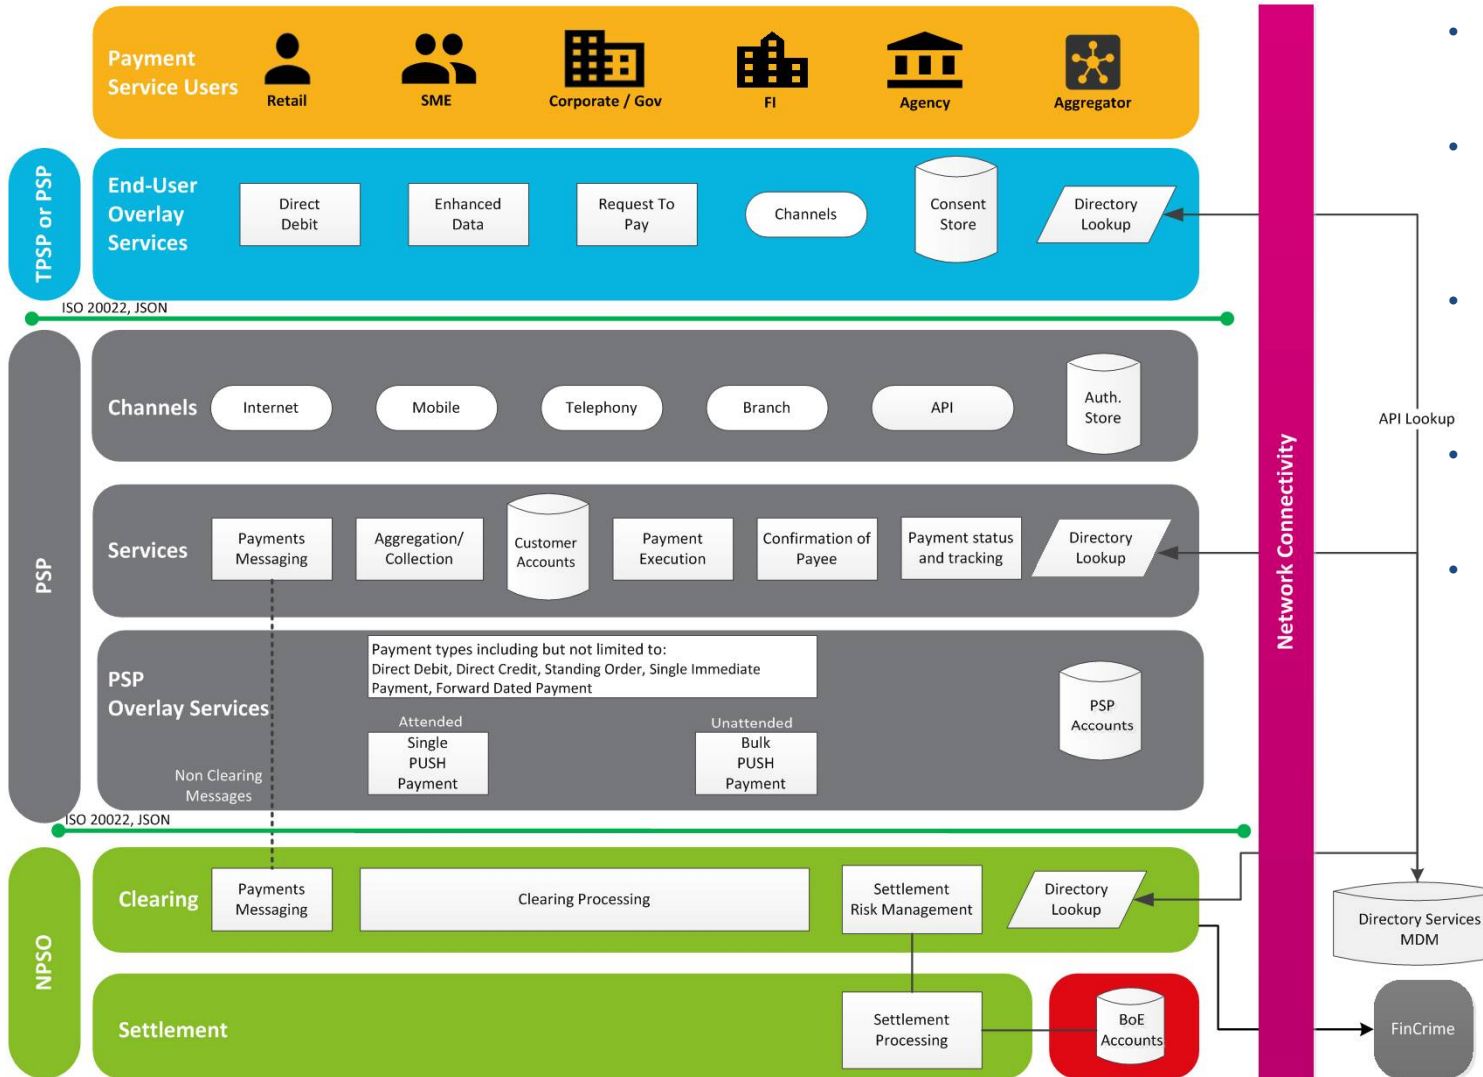 Payment
Service Users
Retail
SME
Corporate / Gov
FI
Agency
Aggregator
TPSP or PSP
End-User
Overlay
Services
Direct
Debit
Enhanced
Data
Request To
Pay
Channels
Consent
Store
Directory
Lookup
ISO 20022, JSON
PSP
Channels
Internet
Mobile
Telephony
Branch
API
Auth.
Store
API Lookup
Network Connectivity
Services
Payments
Messaging
Aggregation/
Collection
Customer
Accounts
Payment
Execution
Confirmation of
Payee
Payment status
and tracking
Directory
Lookup
PSP
Overlay Services
Payment types including but not limited to:
Direct Debit, Direct Credit, Standing Order, Single Immediate
Payment, Forward Dated Payment
Attended
Single
PUSH
Payment
Unattended
Bulk
PUSH
Payment
PSP
Accounts
Non Clearing
Messages
ISO 20022, JSON
NPSO
Clearing
Payments
Messaging
Clearing Processing
Settlement
Risk Management
Directory
Lookup
Directory Services
MDM
Settlement
Settlement
Processing
BoE
Accounts
FinCrime